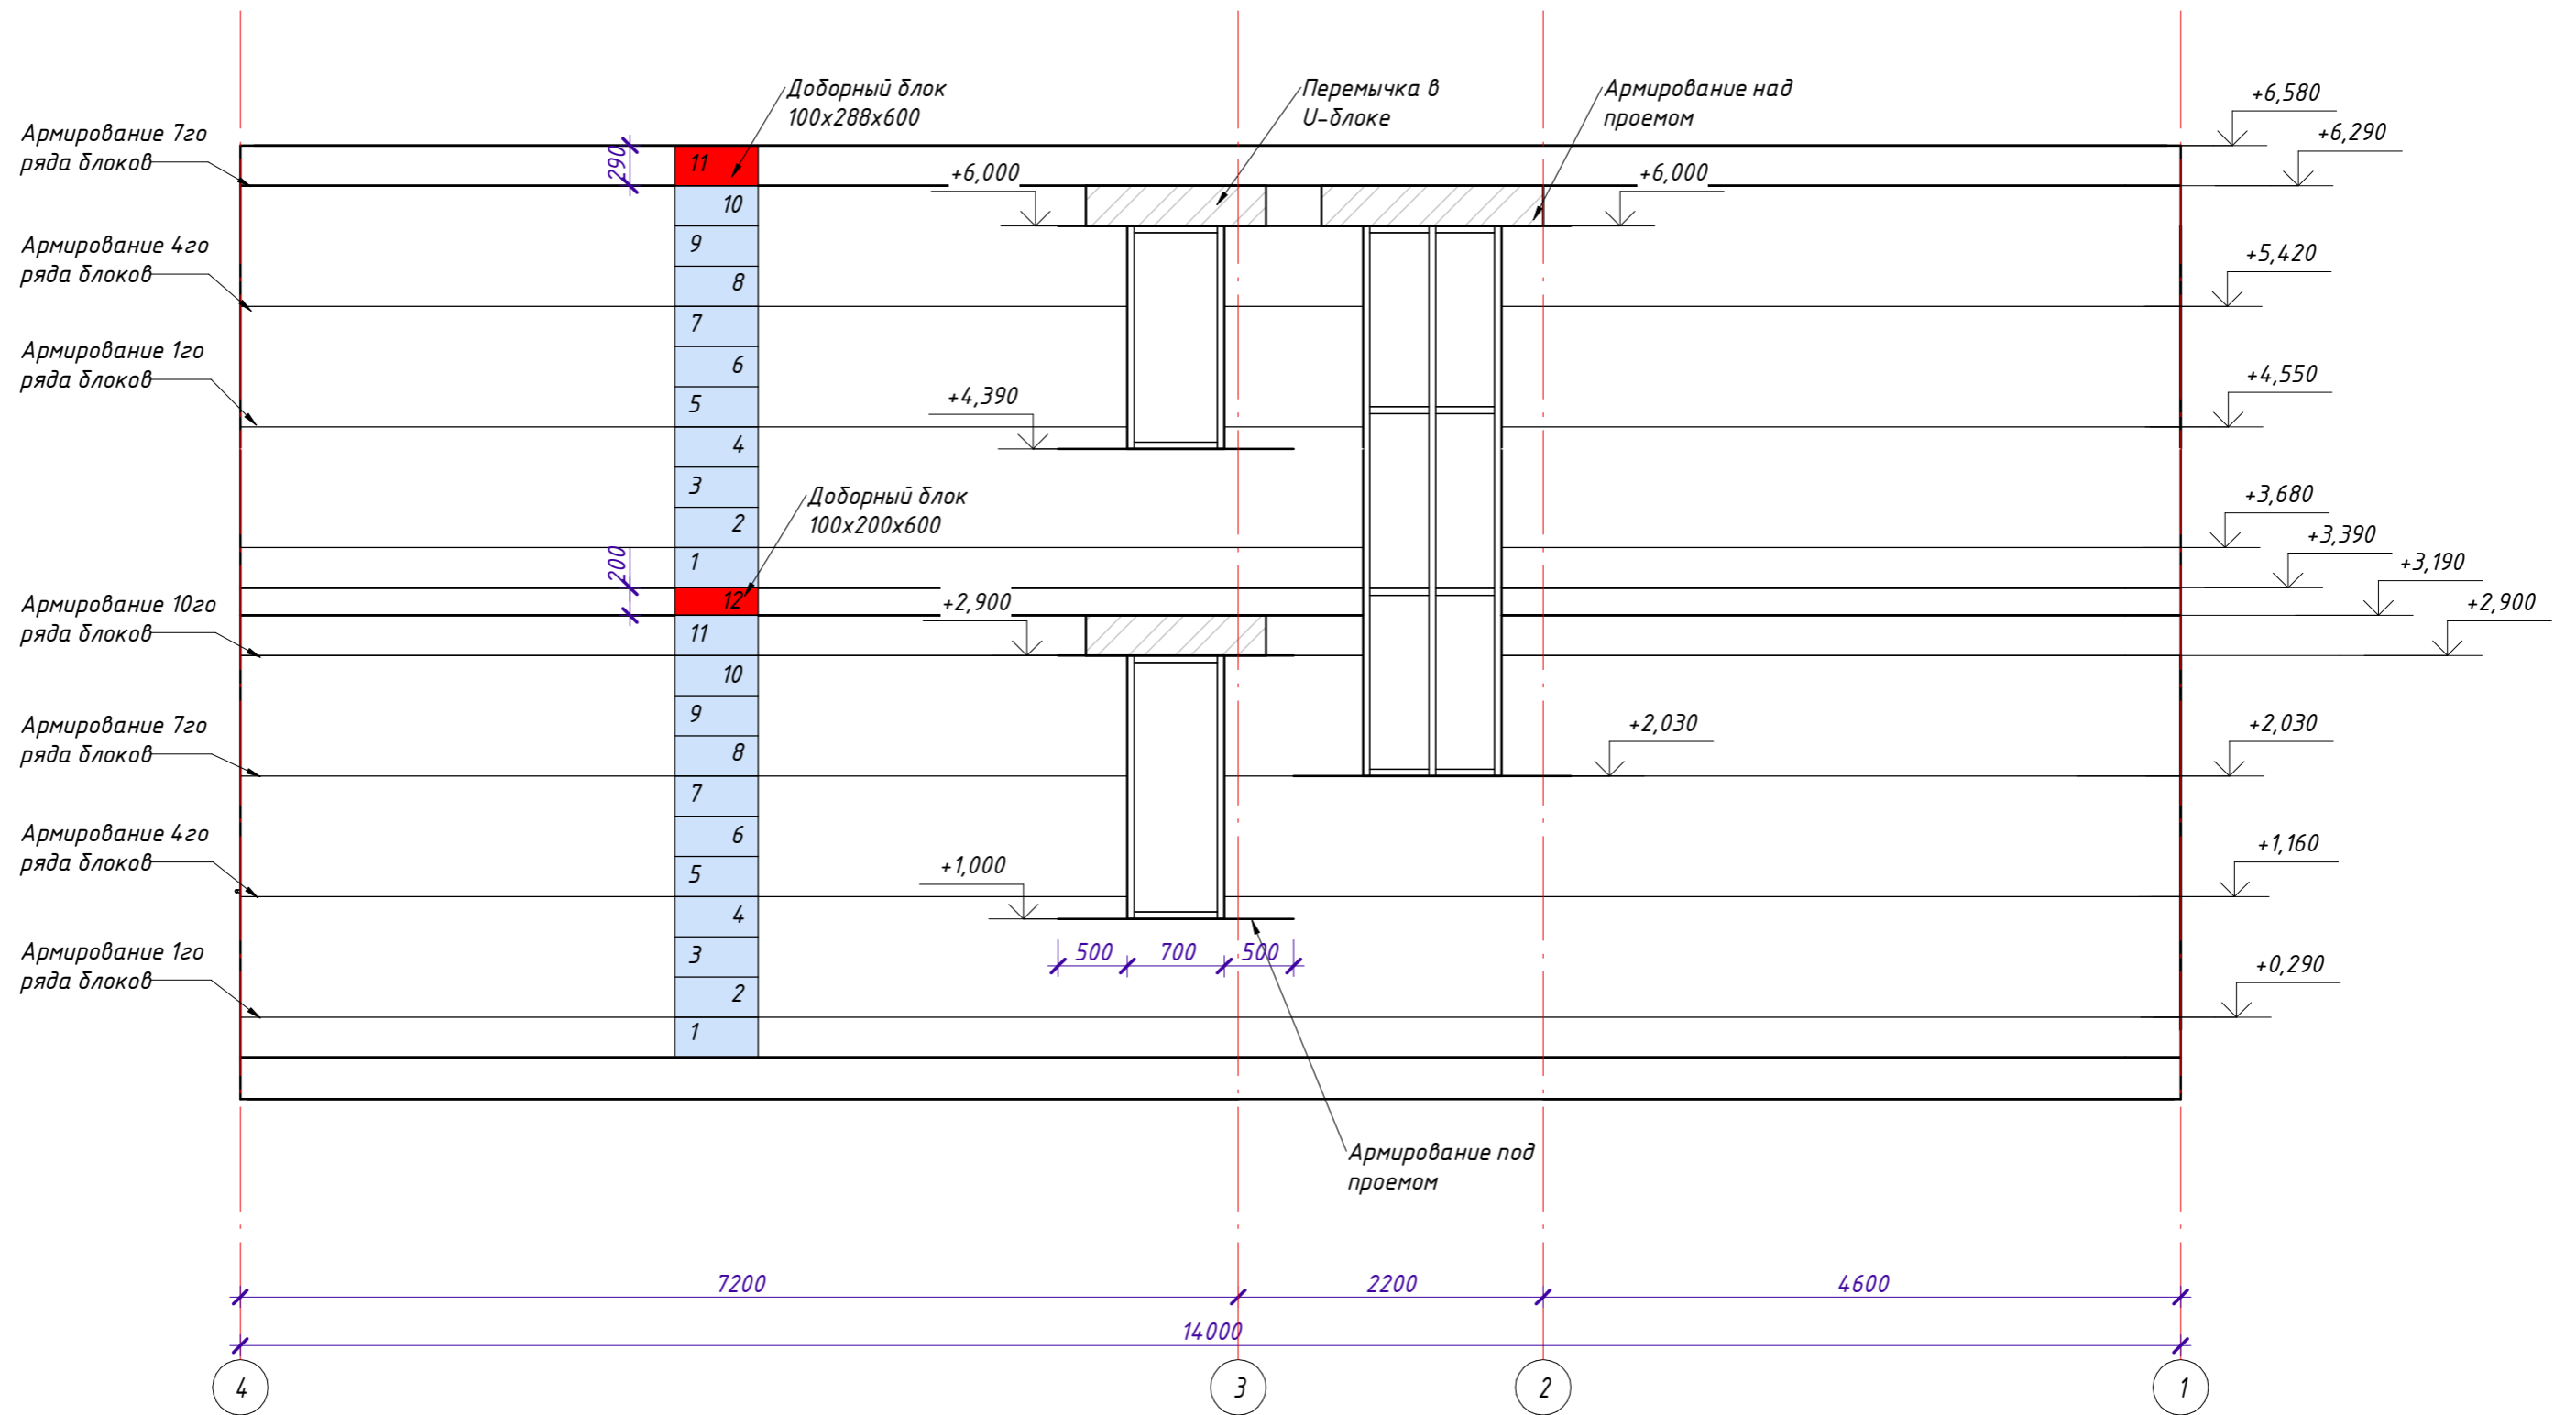 Доборный блок
100х288х600
Перемычка в
U-блоке
Армирование над
проемом
+6,580
+6,290
Армирование 7го
ряда блоков
290
11
+6,000
+6,000
10
Армирование 4го
ряда блоков
9
8
+5,420
7
Армирование 1го
ряда блоков
6
+4,550
5
+4,390
4
3
Доборный блок
100х200х600
2
+3,680
1
200
+3,390
+3,190
Армирование 10го
ряда блоков
12
+2,900
+2,900
11
10
Армирование 7го
ряда блоков
9
8
+2,030
+2,030
7
Армирование 4го
ряда блоков
6
5
+1,160
+1,000
4
Армирование 1го
ряда блоков
3
500 700 500
2
+0,290
1
Армирование под
проемом
7200 2200 4600
14000
4 3 2 1